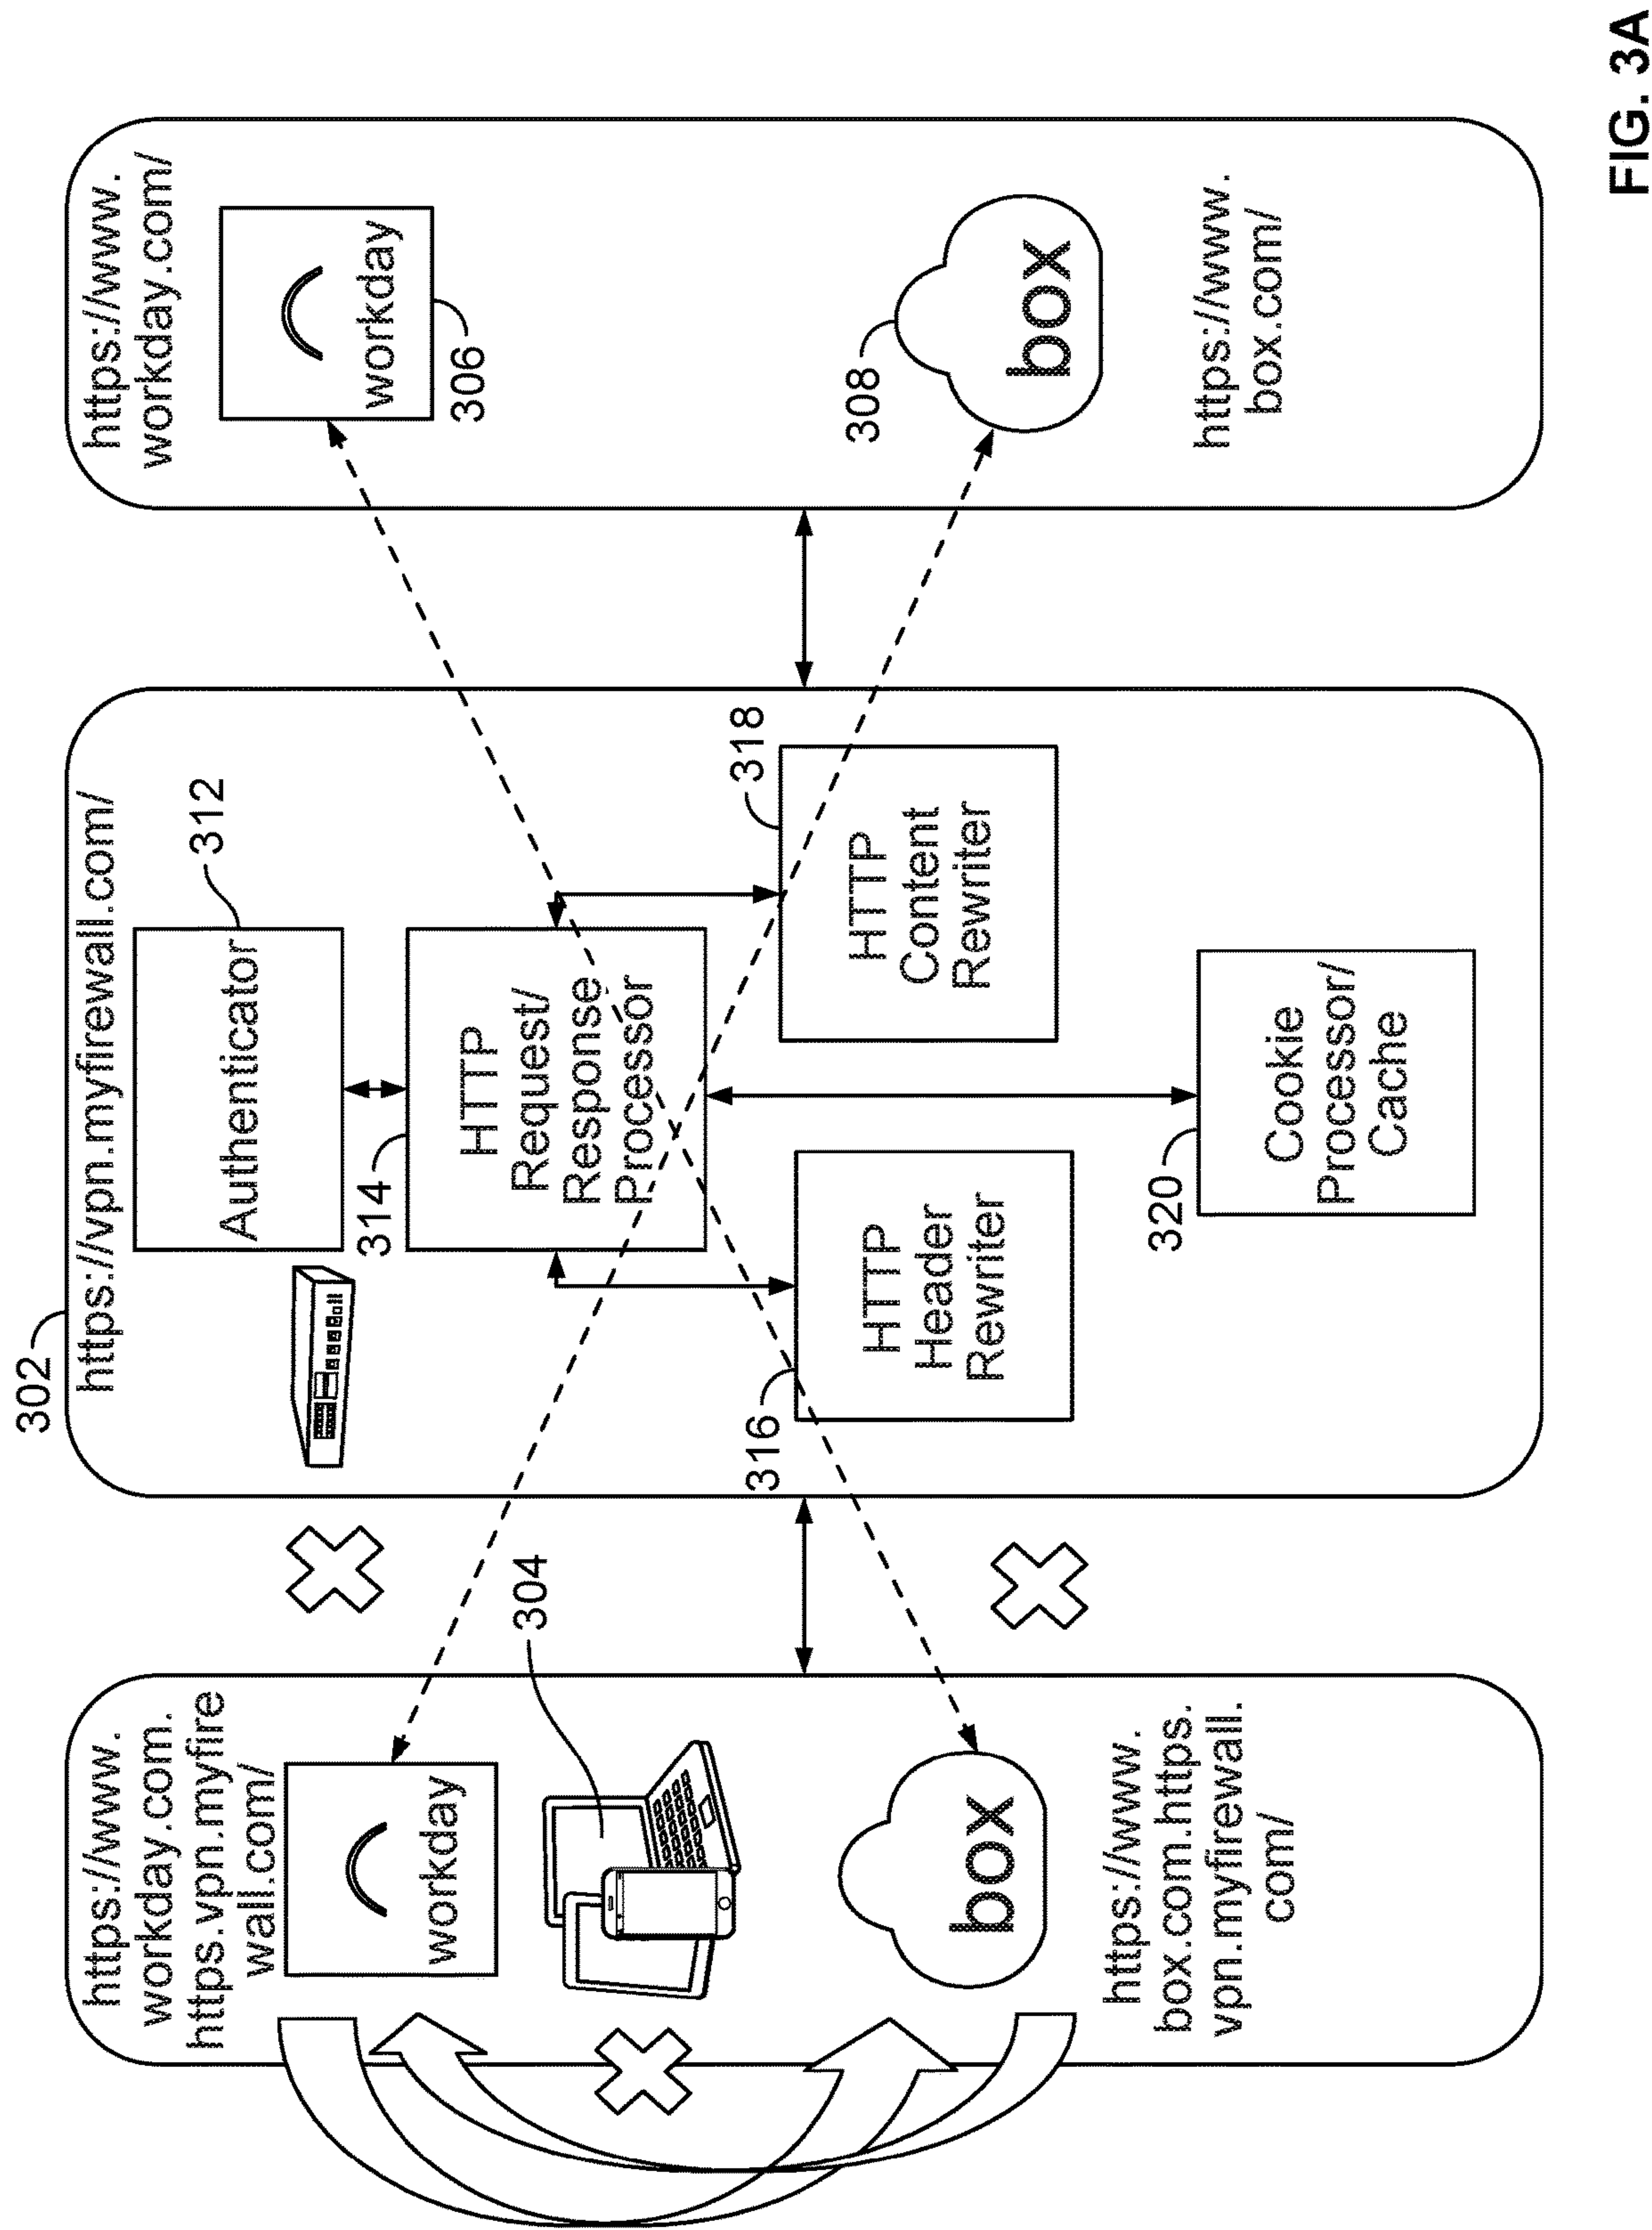 302
https://www.
workday.com.
https.vpn.myfire
wall.com/
workday
304
box
https://www.
box.com.https.
vpn.myfirewall.
com/
https://vpn.myfirewall.com/
Authenticator
312
314
HTTP
Request/
Response
Processor
316
HTTP
Header
Rewriter
318
HTTP
Content
Rewriter
320
Cookie
Processor/
Cache
https://www.
workday.com/
workday
306
308
box
https://www.
box.com/
FIG. 3A